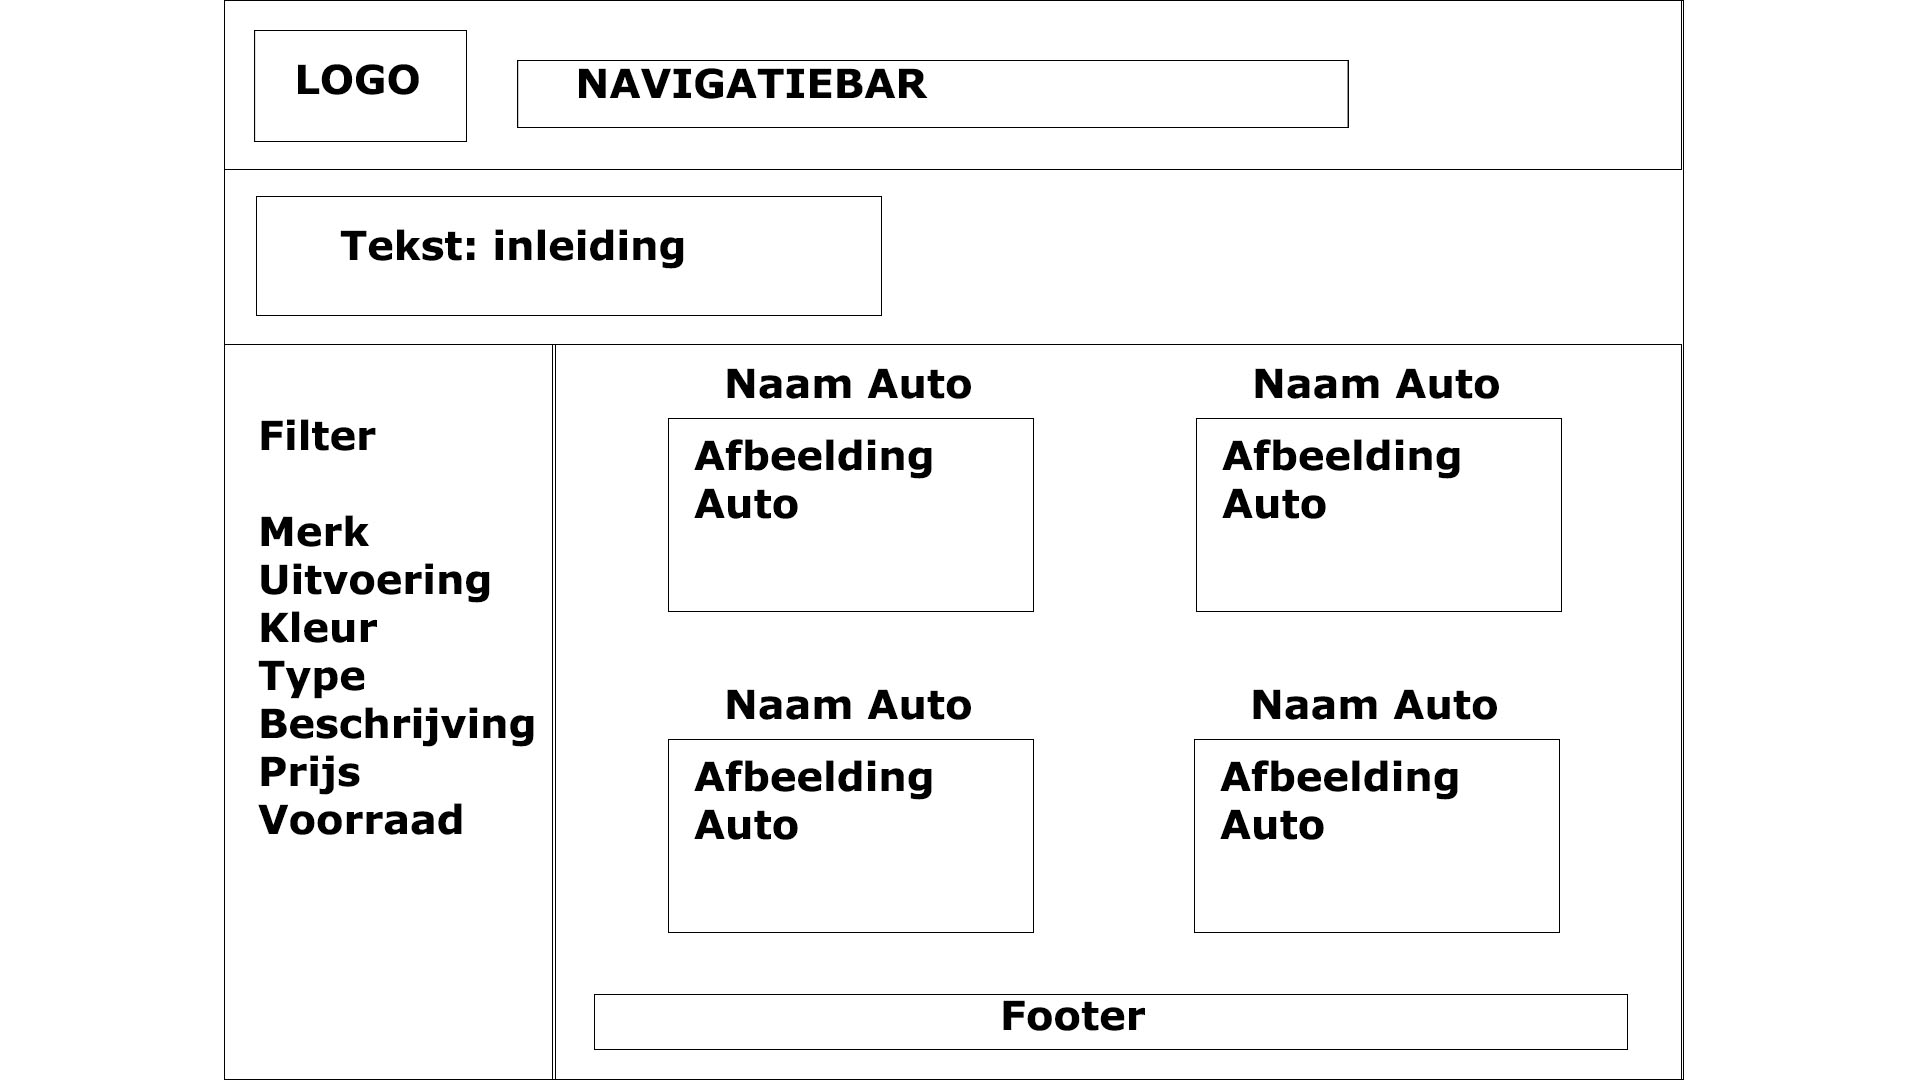 LOGO
NAVIGATIEBAR
Tekst: inleiding
Filter
Merk
Uitvoering
Kleur
Type
Beschrijving
Prijs
Voorraad
Naam Auto
Afbeelding
Auto
Naam Auto
Afbeelding
Auto
Naam Auto
Afbeelding
Auto
Naam Auto
Afbeelding
Auto
Footer